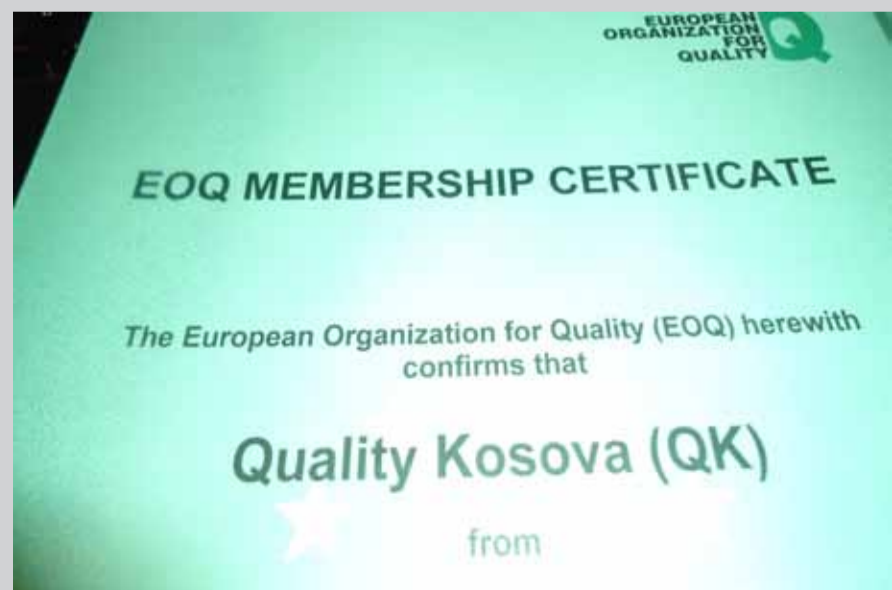 EUROPEAN
ORGANIZATION
FOR
QUALITY
EOQ MEMBERSHIP CERTIFICATE
The European Organization for Quality (EOQ) herewith
confirms that
Quality Kosova (QK)
from